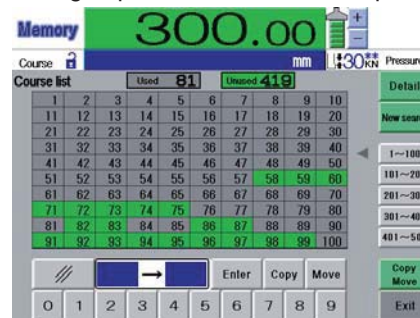 Memory 300.00 +
-
Course mm 30kN Pressure
Course list Used 81 Unused 419
Detail
1 2 3 4 5 6 7 8 9 10
11 12 13 14 15 16 17 18 19 20
New sear
21 22 23 24 25 26 27 28 29 30
31 32 33 34 35 36 37 38 39 40
1~100
41 42 43 44 45 46 47 48 49 50
101~20
51 52 53 54 55 56 57 58 59 60
61 62 63 64 65 66 67 68 69 70
201~30
71 72 73 74 75 76 77 78 79 80
301~40
81 82 83 84 85 86 87 88 89 90
401~50
91 92 93 94 95 96 97 98 99 100
// → Enter Copy Move
Copy
Move
0 1 2 3 4 5 6 7 8 9
Exit